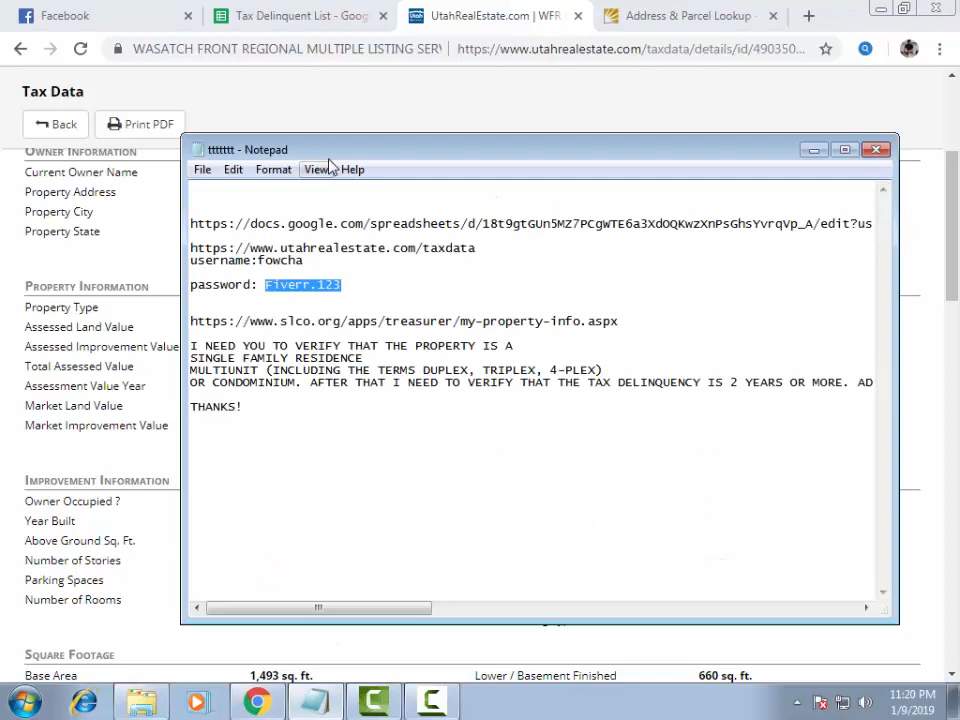 Facebook
Tax Delinquent List - Goog
UtahRealEstate.com | WFR
Address & Parcel Lookup -
WASATCH FRONT REGIONAL MULTIPLE LISTING SERV
https://www.utahrealestate.com/taxdata/details/id/490350...
Tax Data
Back
Print PDF
OWNER INFORMATION
Current Owner Name
Property Address
Property City
Property State
PROPERTY INFORMATION
Property Type
Assessed Land Value
Assessed Improvement Value
Total Assessed Value
Assessment Value Year
Market Land Value
Market Improvement Value
IMPROVEMENT INFORMATION
Owner Occupied ?
Year Built
Above Ground Sq. Ft.
Number of Stories
Parking Spaces
Number of Rooms
SQUARE FOOTAGE
Base Area 1,493 sq. ft. Lower / Basement Finished 660 sq. ft.
ttttttt - Notepad
File Edit Format View Help
https://docs.google.com/spreadsheets/d/18t9gtGUn5MZ7PCgWTE6a3XdOQKwzXnPsGhsYvrqVp_A/edit?us
https://www.utahrealestate.com/taxdata
username:fowcha
password: Fiverr.123
https://www.slco.org/apps/treasurer/my-property-info.aspx
I NEED YOU TO VERIFY THAT THE PROPERTY IS A
SINGLE FAMILY RESIDENCE
MULTIUNIT (INCLUDING THE TERMS DUPLEX, TRIPLEX, 4-PLEX)
OR CONDOMINIUM. AFTER THAT I NEED TO VERIFY THAT THE TAX DELINQUENCY IS 2 YEARS OR MORE. AD
THANKS!
11:20 PM
1/9/2019